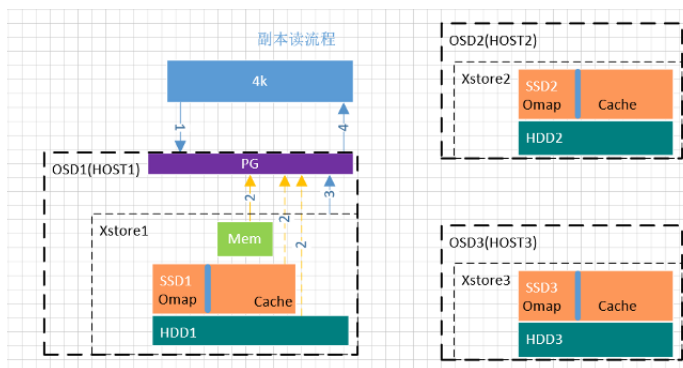 副本读流程
4k
1
4
OSD1(HOST1)
PG
2
2
2
3
Xstore1
Mem
SSD1
Omap
Cache
HDD1
OSD2(HOST2)
Xstore2
SSD2
Omap
Cache
HDD2
OSD3(HOST3)
Xstore3
SSD3
Omap
Cache
HDD3